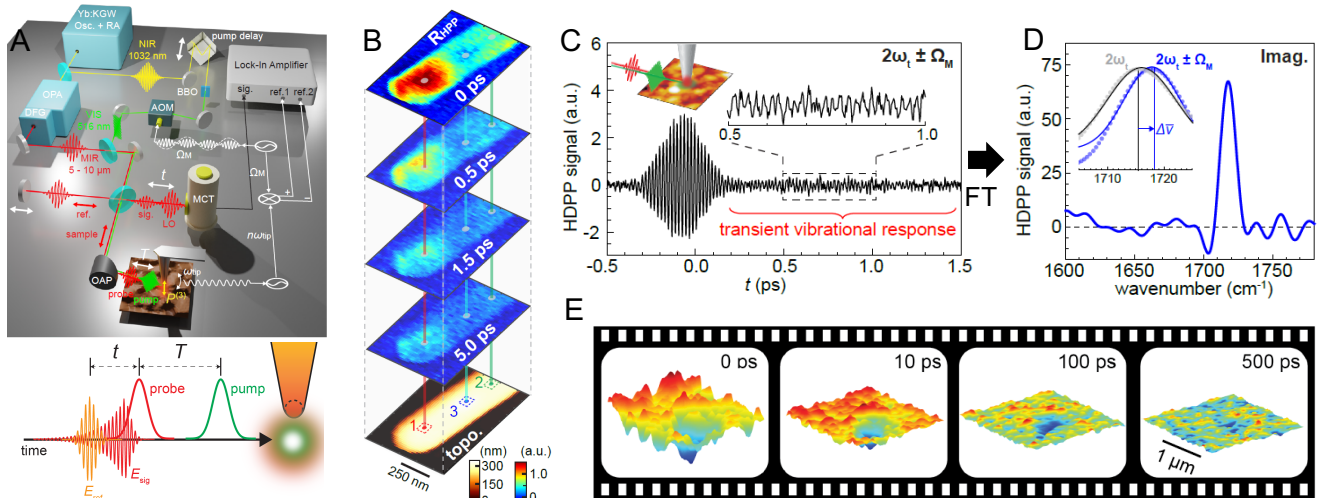 A
Yb:KGW
Osc. + RA
NIR
1032 nm
pump delay
Lock-In Amplifier
sig.
ref.1
ref.2
BBO
OPA
DFG
VIS
AOM
MIR
5 - 10 µm
Ω_M
Ω_M
t
+
−
MCT
ref.
sig.
LO
sample
nω_tip
OAP
T
ω_tip
probe
pump
P^(3)
t
T
probe
pump
time
E_sig
E_ref
B
R_HPP
0 ps
0.5 ps
1.5 ps
5.0 ps
1
2
3
topo.
250 nm
(nm)
300
150
0
(a.u.)
1.0
0
C
HDPP signal (a.u.)
6
4
2
0
-2
2ω_t ± Ω_M
0.5
1.0
transient vibrational response
-0.5
0.0
0.5
1.0
1.5
t (ps)
FT
D
HDPP signal (a.u.)
75
50
25
0
Imag.
2ω_t
2ω_t ± Ω_M
Δν̅
1710
1720
1600
1650
1700
1750
wavenumber (cm⁻¹)
E
0 ps
10 ps
100 ps
500 ps
1 µm